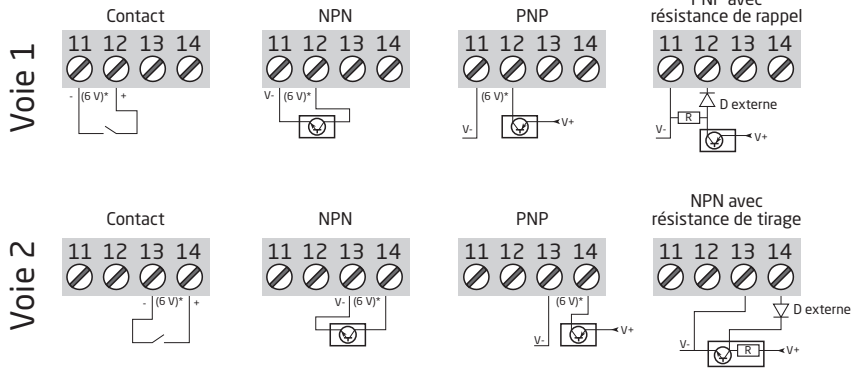 Contact
NPN
PNP
PNP avec
résistance de rappel
11 12 13 14
11 12 13 14
11 12 13 14
11 12 13 14
Voie 1
- (6 V)* +
V- (6 V)*
(6 V)*
V-
V+
D externe
R
V-
V+
Contact
NPN
PNP
NPN avec
résistance de tirage
11 12 13 14
11 12 13 14
11 12 13 14
11 12 13 14
Voie 2
- (6 V)* +
V- (6 V)*
(6 V)*
V-
V+
D externe
V-
R
V+